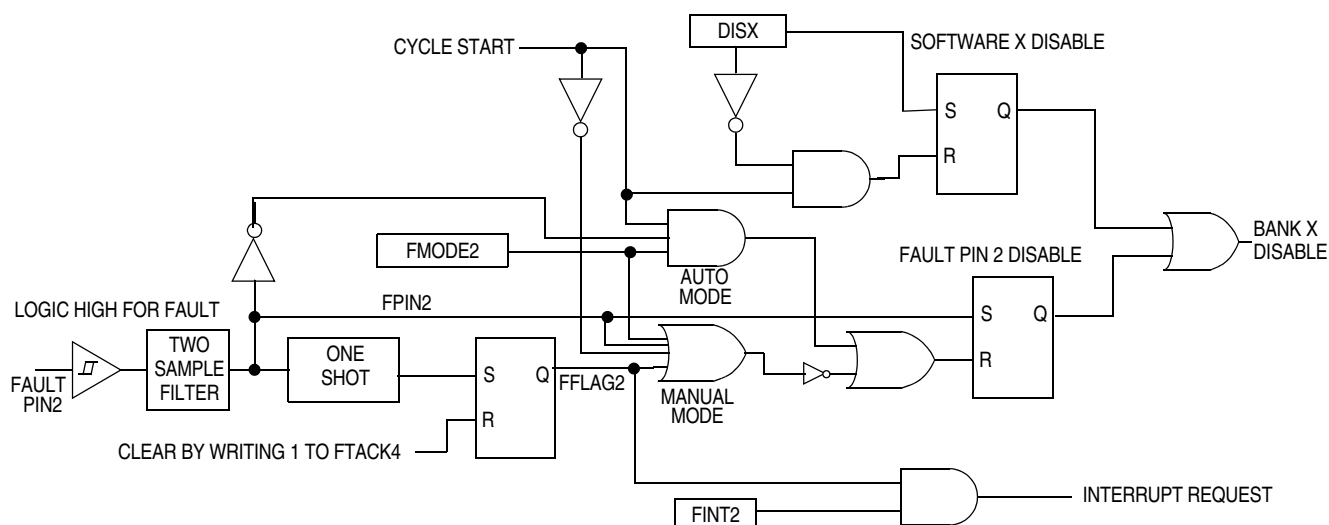 DISX
CYCLE START
SOFTWARE X DISABLE
S
Q
R
BANK X
DISABLE
FMODE2
AUTO
MODE
FAULT PIN 2 DISABLE
LOGIC HIGH FOR FAULT
FPIN2
S
Q
R
TWO
SAMPLE
FILTER
ONE
SHOT
FAULT
PIN2
S
Q
R
FFLAG2
MANUAL
MODE
CLEAR BY WRITING 1 TO FTACK4
INTERRUPT REQUEST
FINT2